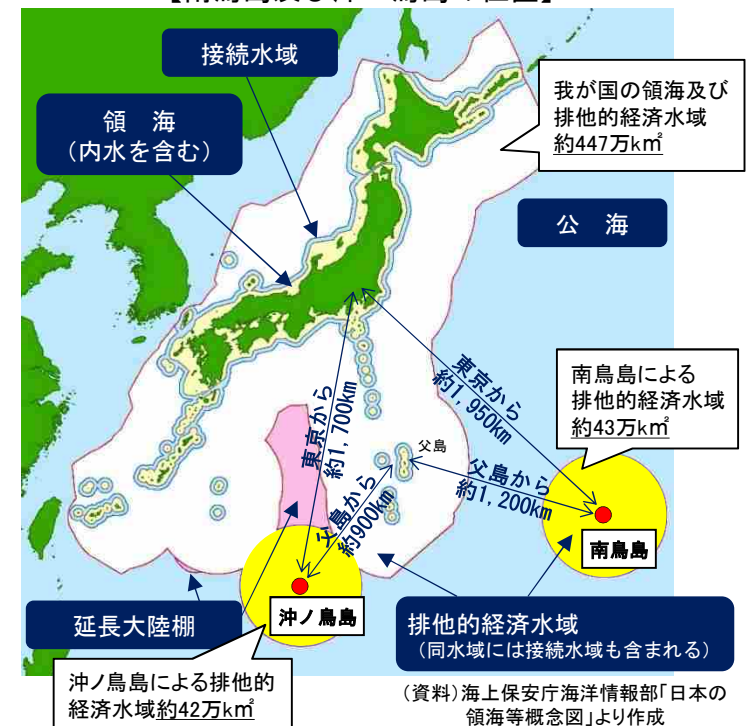 接続水域
領　海
（内水を含む）
我が国の領海及び
排他的経済水域
約447万k㎡
公　海
南鳥島による
排他的経済水域
約43万k㎡
東京から
約1,950km
東京から
約1,700km
父島
父島から
約1,200km
父島から
約900km
南鳥島
沖ノ鳥島
延長大陸棚
排他的経済水域
（同水域には接続水域も含まれる）
沖ノ鳥島による排他的
経済水域約42万k㎡
（資料）海上保安庁海洋情報部「日本の
領海等概念図」より作成